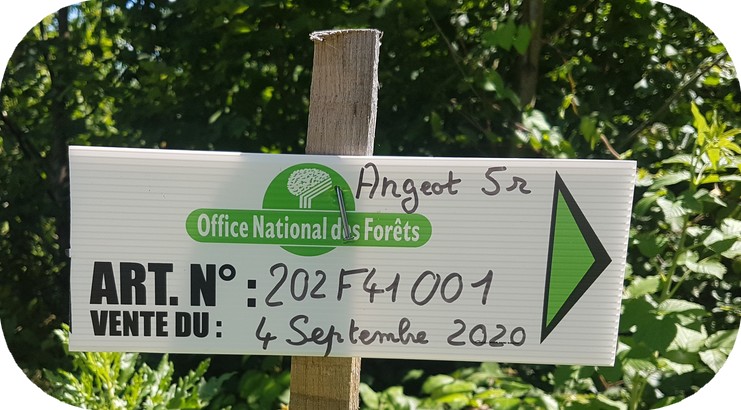 Angeot 5r
Office National des Forêts
ART. N° : 202F41001
VENTE DU : 4 Septembre 2020